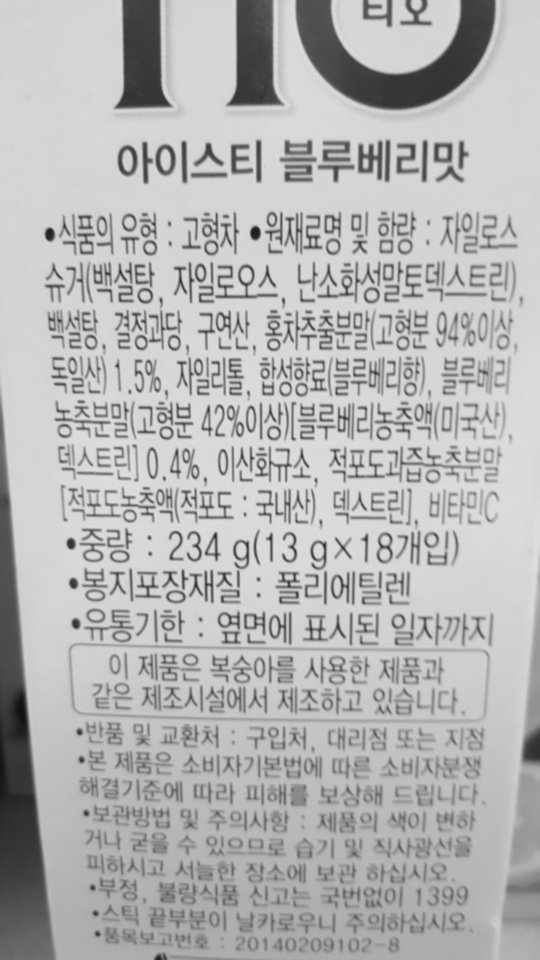 티오
아이스티 블루베리맛
•식품의 유형 : 고형차 •원재료명 및 함량 : 자일로스
슈거(백설탕, 자일로오스, 난소화성말토덱스트린),
백설탕, 결정과당, 구연산, 홍차추출분말(고형분 94%이상,
독일산) 1.5%, 자일리톨, 합성향료(블루베리향), 블루베리
농축분말(고형분 42%이상)[블루베리농축액(미국산),
덱스트린] 0.4%, 이산화규소, 적포도과즙농축분말
[적포도농축액(적포도 : 국내산), 덱스트린], 비타민C
•중량 : 234 g(13 g×18개입)
•봉지포장재질 : 폴리에틸렌
•유통기한 : 옆면에 표시된 일자까지
이 제품은 복숭아를 사용한 제품과
같은 제조시설에서 제조하고 있습니다.
•반품 및 교환처 : 구입처, 대리점 또는 지점
•본 제품은 소비자기본법에 따른 소비자분쟁
해결기준에 따라 피해를 보상해 드립니다.
•보관방법 및 주의사항 : 제품의 색이 변하
거나 굳을 수 있으므로 습기 및 직사광선을
피하시고 서늘한 장소에 보관 하십시오.
•부정, 불량식품 신고는 국번없이 1399
•스틱 끝부분이 날카로우니 주의하십시오.
•품목보고번호 : 20140209102-8